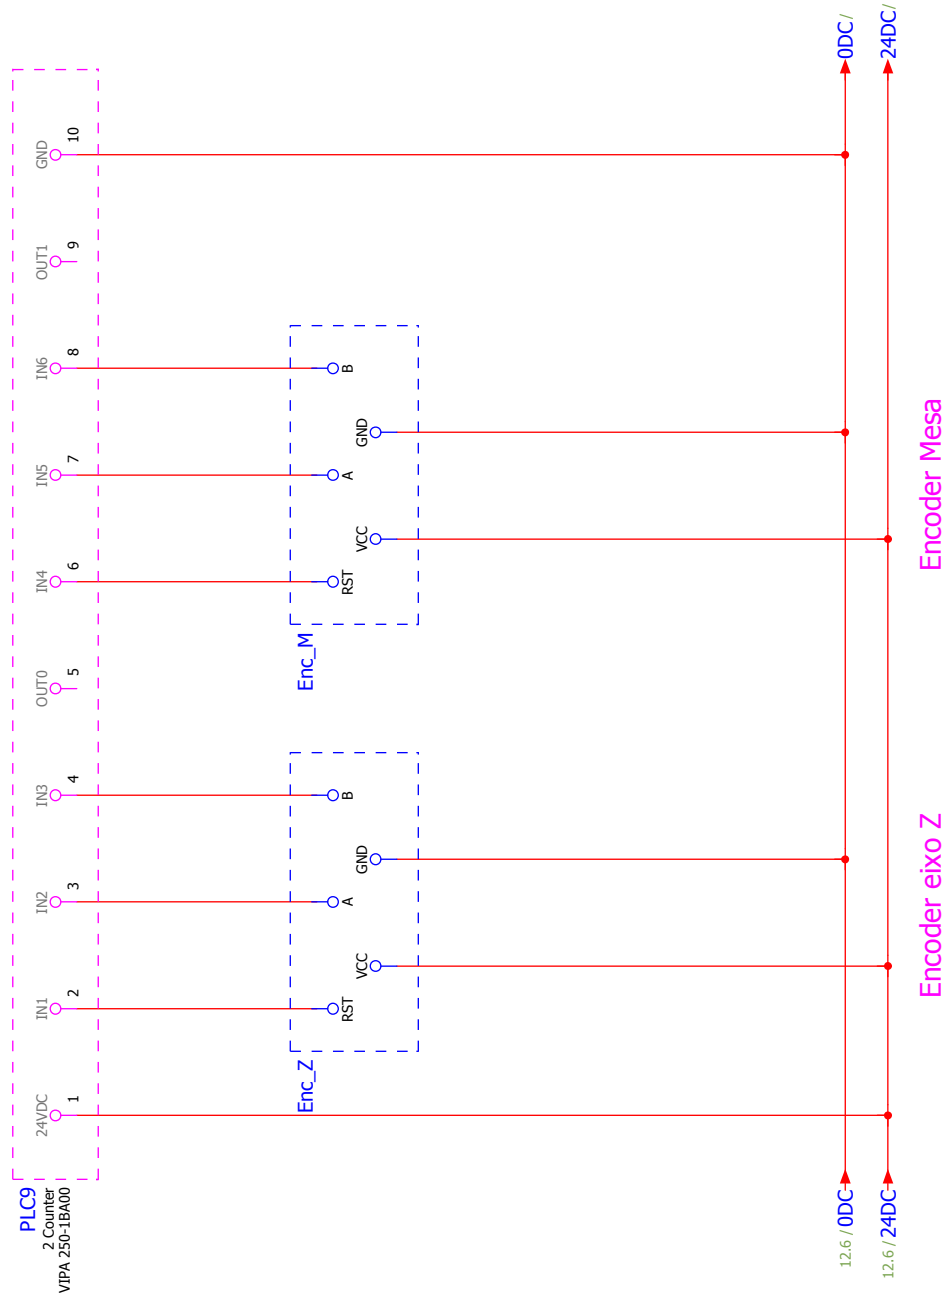 PLC9
2 Counter
VIPA 250-1BA00
24VDC
IN1
IN2
IN3
OUT0
IN4
IN5
IN6
OUT1
GND
1
2
3
4
5
6
7
8
9
10
Enc_Z
RST
VCC
A
GND
B
Enc_M
RST
VCC
A
GND
B
12.6 / 0DC
0DC /
12.6 / 24DC
24DC /
Encoder eixo Z
Encoder Mesa